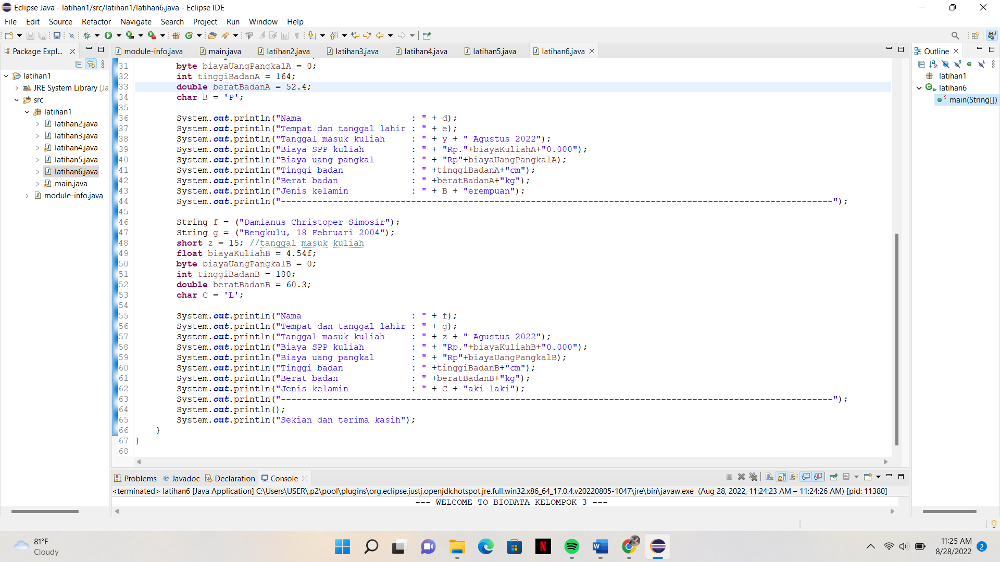 Eclipse Java - latihan1/src/latihan1/latihan6.java - Eclipse IDE
File Edit Source Refactor Navigate Search Project Run Window Help
Package Expl...
module-info.java main.java latihan2.java latihan3.java latihan4.java latihan5.java latihan6.java
Outline
latihan1
JRE System Library [Ja
src
latihan1
latihan2.java
latihan3.java
latihan4.java
latihan5.java
latihan6.java
main.java
module-info.java
31 byte biayaUangPangkalA = 0;
32 int tinggiBadanA = 164;
33 double beratBadanA = 52.4;
34 char B = 'P';
35
36 System.out.println("Nama                     : " + d);
37 System.out.println("Tempat dan tanggal lahir : " + e);
38 System.out.println("Tanggal masuk kuliah     : " + y + " Agustus 2022");
39 System.out.println("Biaya SPP kuliah         : " + "Rp."+biayaKuliahA+"0.000");
40 System.out.println("Biaya uang pangkal       : " + "Rp"+biayaUangPangkalA);
41 System.out.println("Tinggi badan             : " +tinggiBadanA+"cm");
42 System.out.println("Berat badan              : " +beratBadanA+"kg");
43 System.out.println("Jenis kelamin            : " + B + "erempuan");
44 System.out.println("----------------------------------------------------------------------------------------------------------");
45
46 String f = ("Damianus Christoper Simosir");
47 String g = ("Bengkulu, 18 Februari 2004");
48 short z = 15; //tanggal masuk kuliah
49 float biayaKuliahB = 4.54f;
50 byte biayaUangPangkalB = 0;
51 int tinggiBadanB = 180;
52 double beratBadanB = 60.3;
53 char C = 'L';
54
55 System.out.println("Nama                     : " + f);
56 System.out.println("Tempat dan tanggal lahir : " + g);
57 System.out.println("Tanggal masuk kuliah     : " + z + " Agustus 2022");
58 System.out.println("Biaya SPP kuliah         : " + "Rp."+biayaKuliahB+"0.000");
59 System.out.println("Biaya uang pangkal       : " + "Rp"+biayaUangPangkalB);
60 System.out.println("Tinggi badan             : " +tinggiBadanB+"cm");
61 System.out.println("Berat badan              : " +beratBadanB+"kg");
62 System.out.println("Jenis kelamin            : " + C + "aki-laki");
63 System.out.println("----------------------------------------------------------------------------------------------------------");
64 System.out.println();
65 System.out.println("Sekian dan terima kasih");
66 }
67 }
68
latihan1
latihan6
main(String[])
Problems @ Javadoc Declaration Console
<terminated> latihan6 [Java Application] C:\Users\USER\.p2\pool\plugins\org.eclipse.justj.openjdk.hotspot.jre.full.win32.x86_64_17.0.4.v20220805-1047\jre\bin\javaw.exe (Aug 28, 2022, 11:24:23 AM – 11:24:26 AM) [pid: 11380]
--- WELCOME TO BIODATA KELOMPOK 3 ---
81°F
Cloudy
11:25 AM
8/28/2022
2